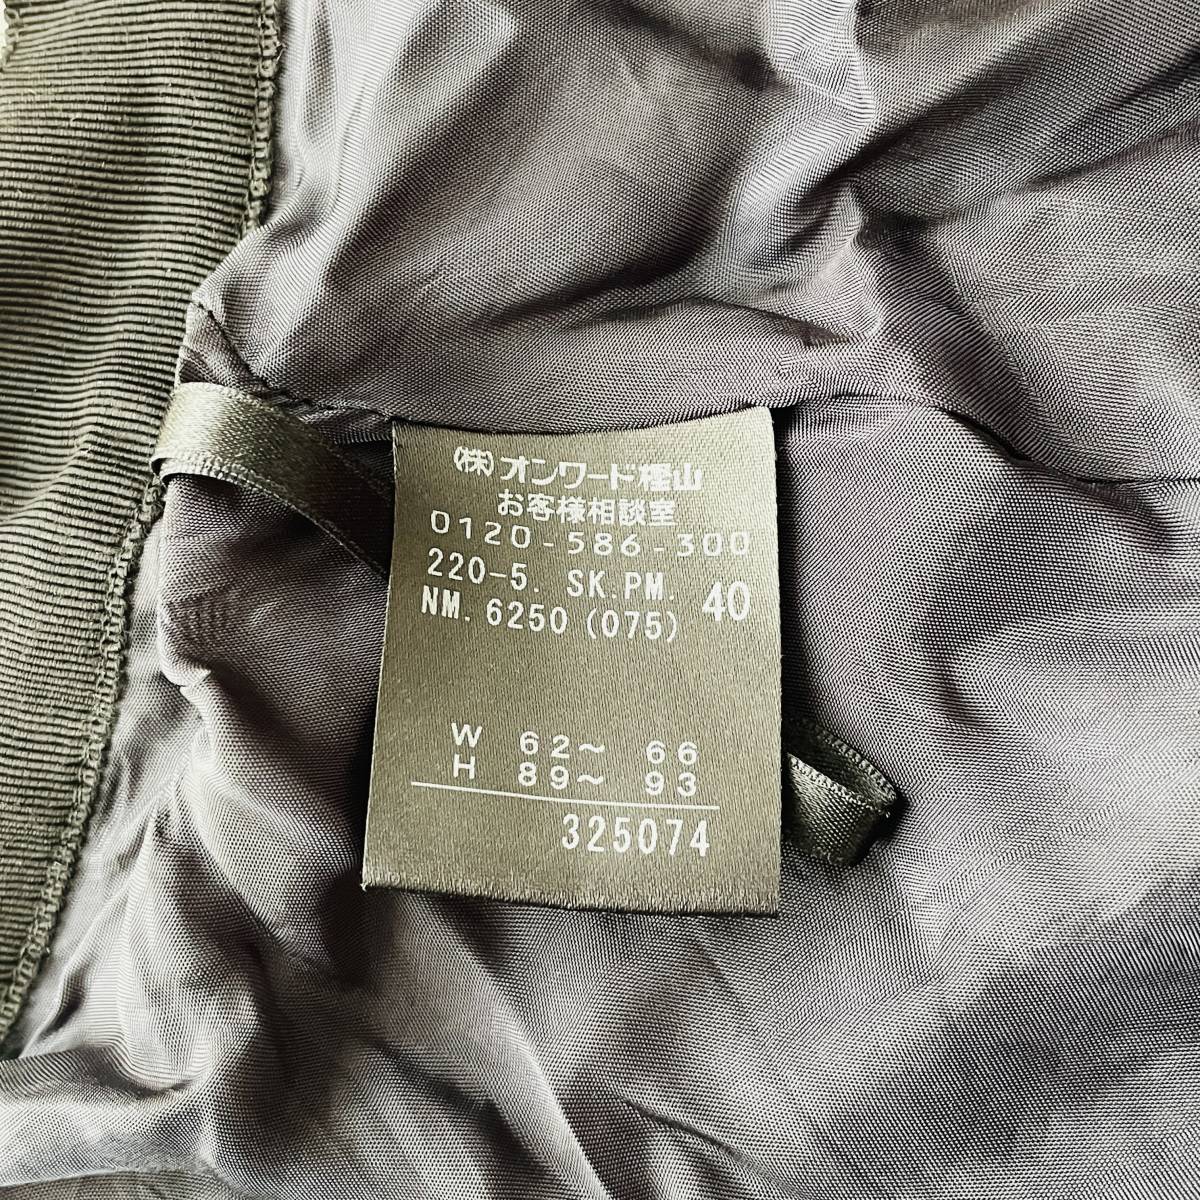 (株)オンワード樫山
お客様相談室
0120-586-300
220-5. SK.PM. 40
NM. 6250 (075)
W 62～ 66
H 89～ 93
325074